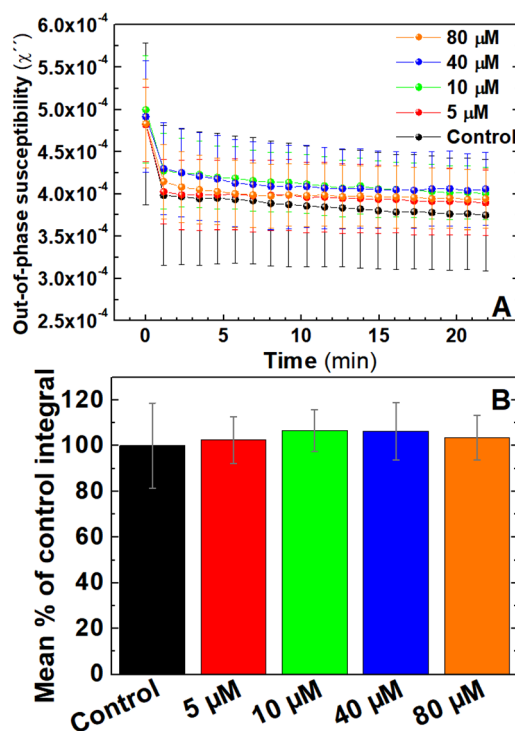 Out-of-phase susceptibility (χ´´)
6.0x10-4
5.5x10-4
5.0x10-4
4.5x10-4
4.0x10-4
3.5x10-4
3.0x10-4
2.5x10-4
80 µM
40 µM
10 µM
5 µM
Control
A
0 5 10 15 20
Time (min)
B
Mean % of control integral
120
100
80
60
40
20
0
Control 5 µM 10 µM 40 µM 80 µM